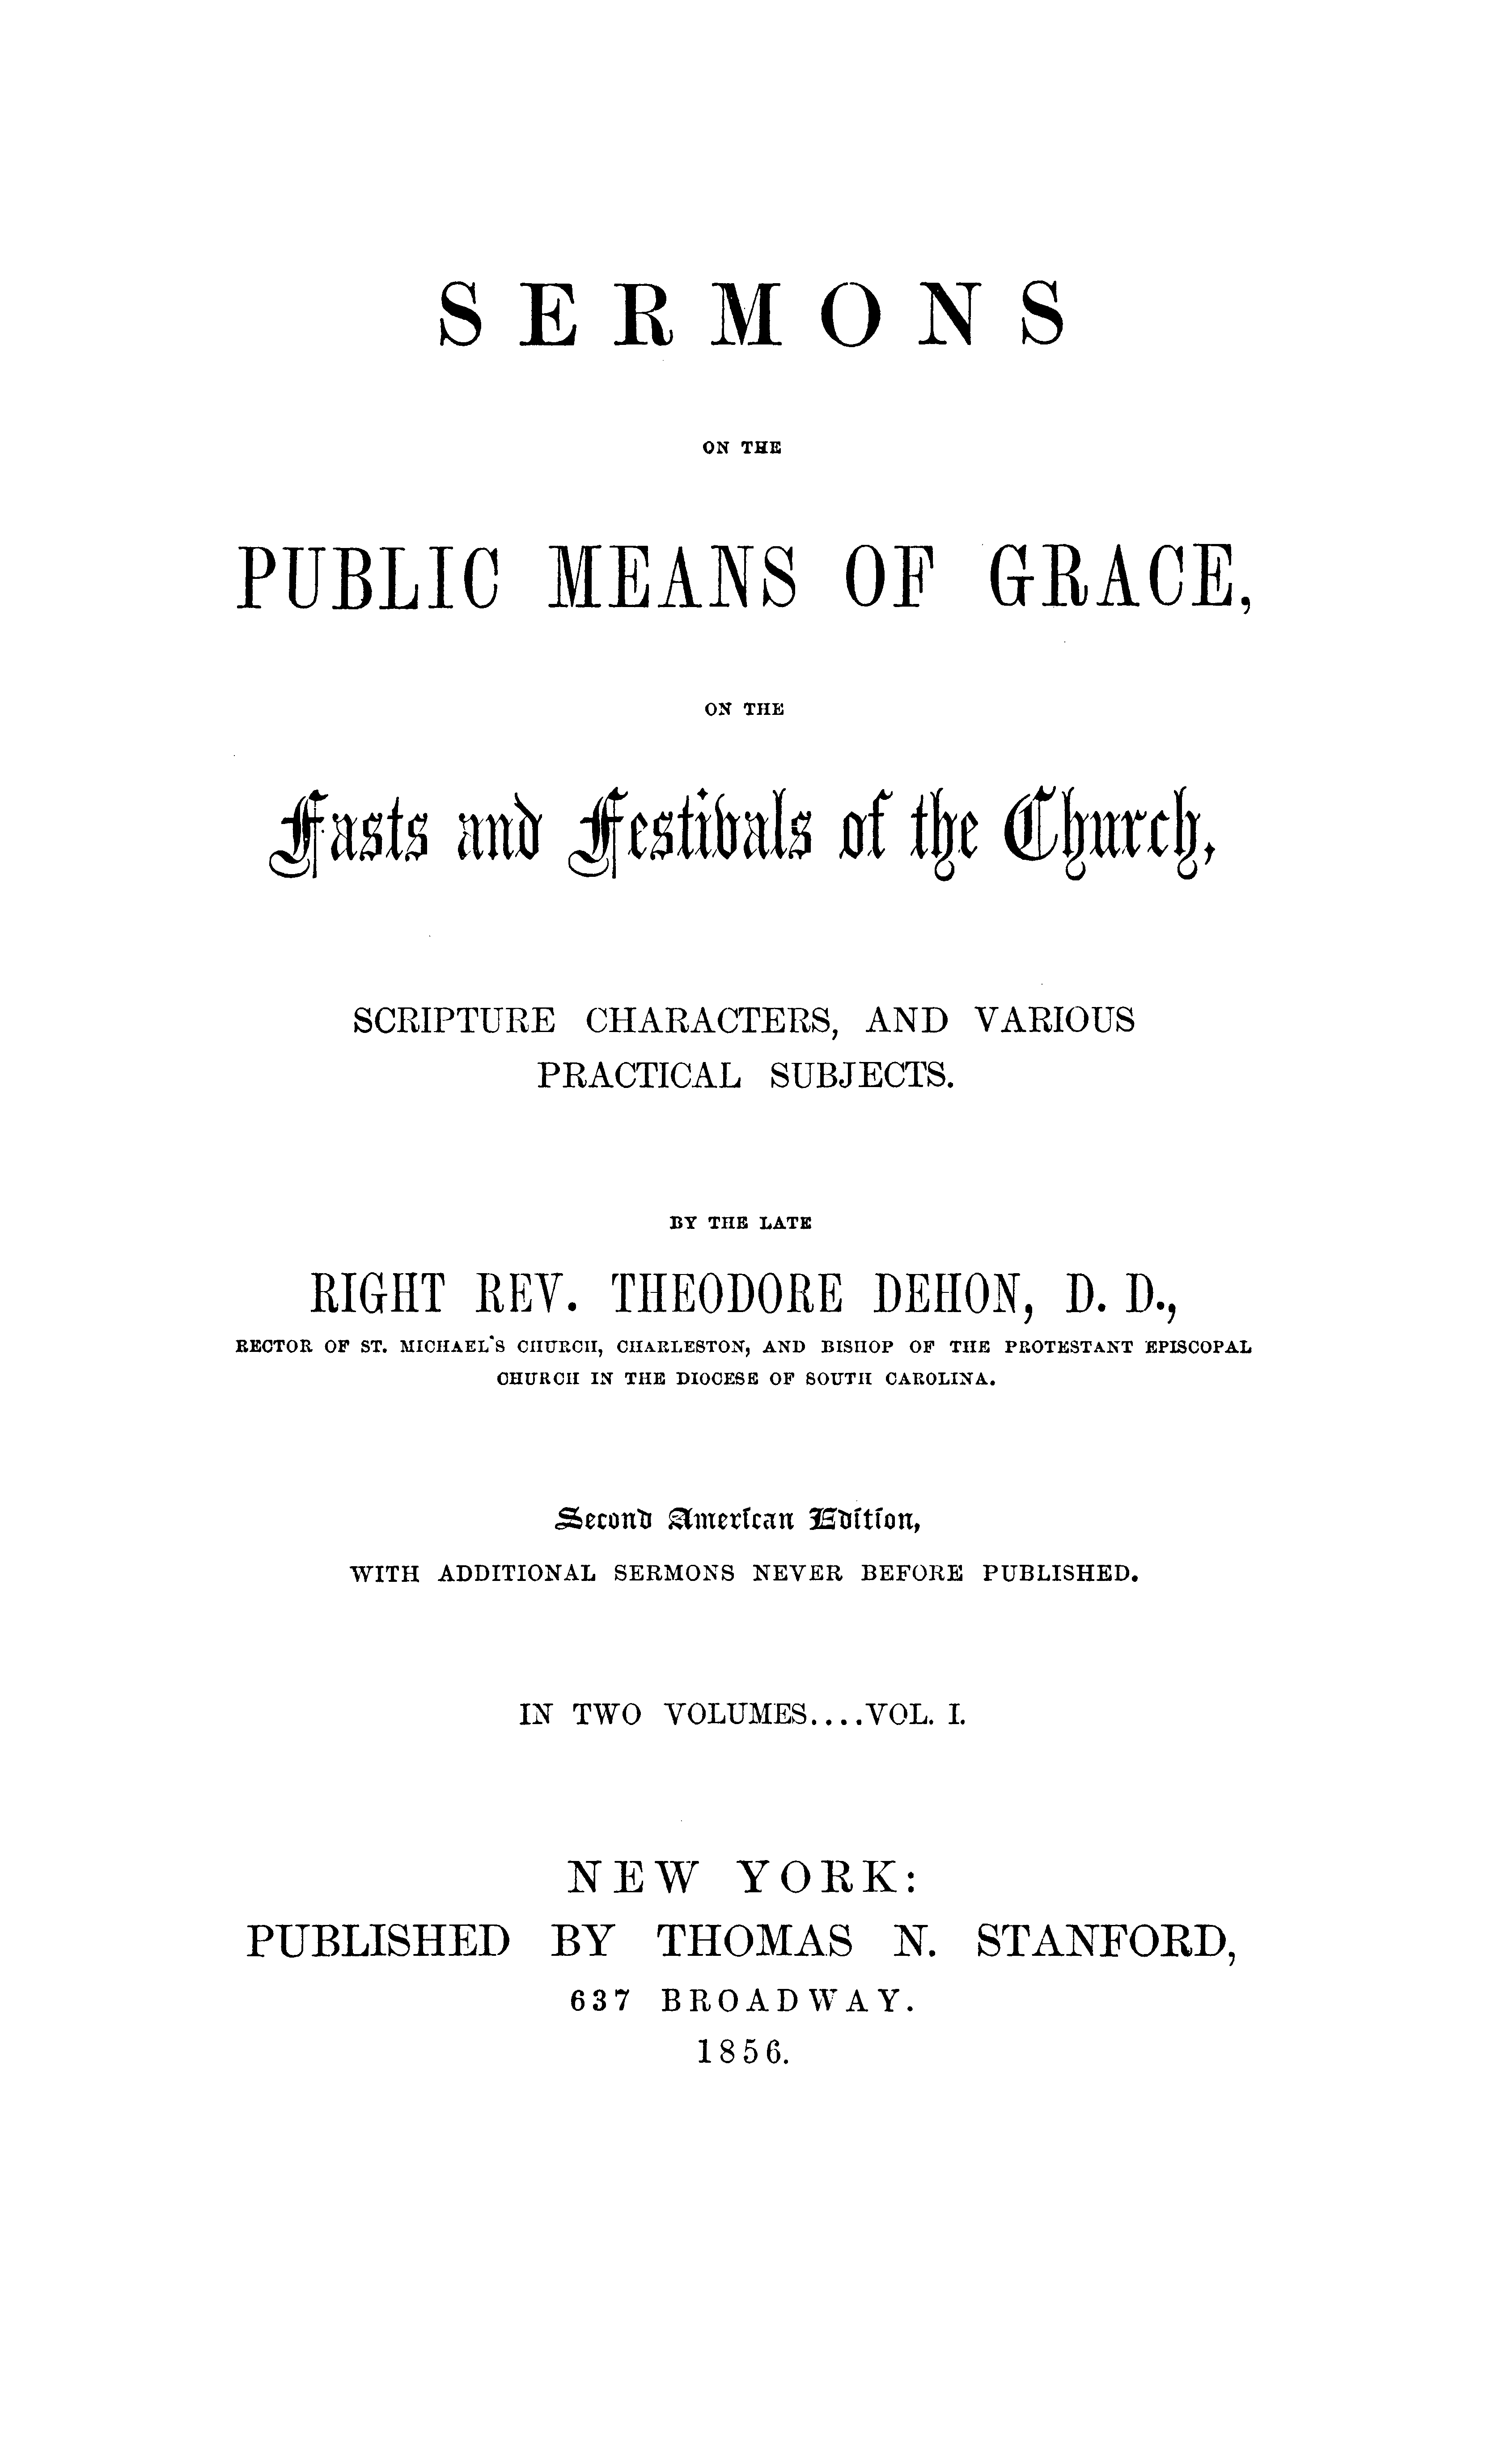 SERMONS
ON THE
PUBLIC MEANS OF GRACE,
ON THE
Fasts and Festivals of the Church,
SCRIPTURE CHARACTERS, AND VARIOUS
PRACTICAL SUBJECTS.
BY THE LATE
RIGHT REV. THEODORE DEHON, D. D.,
RECTOR OF ST. MICHAEL'S CHURCH, CHARLESTON, AND BISHOP OF THE PROTESTANT EPISCOPAL
CHURCH IN THE DIOCESE OF SOUTH CAROLINA.
Second American Edition,
WITH ADDITIONAL SERMONS NEVER BEFORE PUBLISHED.
IN TWO VOLUMES....VOL. I.
NEW YORK:
PUBLISHED BY THOMAS N. STANFORD,
637 BROADWAY.
1856.